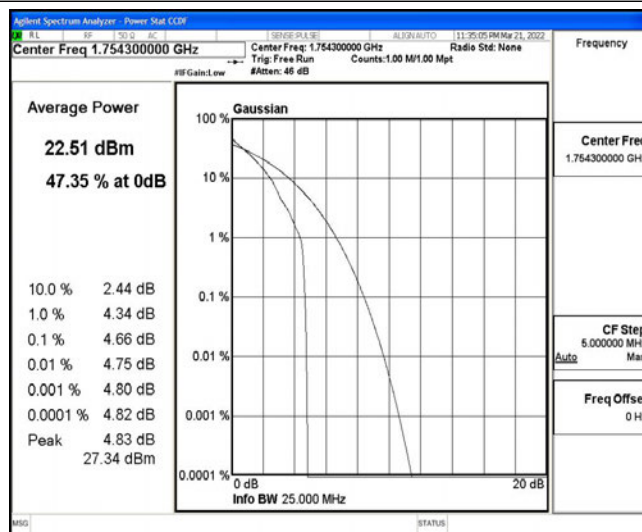 Agilent Spectrum Analyzer - Power Stat CCDF
RL RF 50 Ω AC SENSE:PULSE ALIGN AUTO 11:35:05 PM Mar 21, 2022
Center Freq 1.754300000 GHz
Center Freq: 1.754300000 GHz Radio Std: None
Trig: Free Run Counts:1.00 M/1.00 Mpt
#IFGain:Low #Atten: 46 dB
Frequency
Average Power
22.51 dBm
47.35 % at 0dB
10.0 % 2.44 dB
1.0 % 4.34 dB
0.1 % 4.66 dB
0.01 % 4.75 dB
0.001 % 4.80 dB
0.0001 % 4.82 dB
Peak 4.83 dB
27.34 dBm
Gaussian
100 %
10 %
1 %
0.1 %
0.01 %
0.001 %
0.0001 %
0 dB 20 dB
Info BW 25.000 MHz
Center Fre
1.754300000 GH
CF Step
5.000000 MH
Auto Ma
Freq Offse
0 H
MSG STATUS